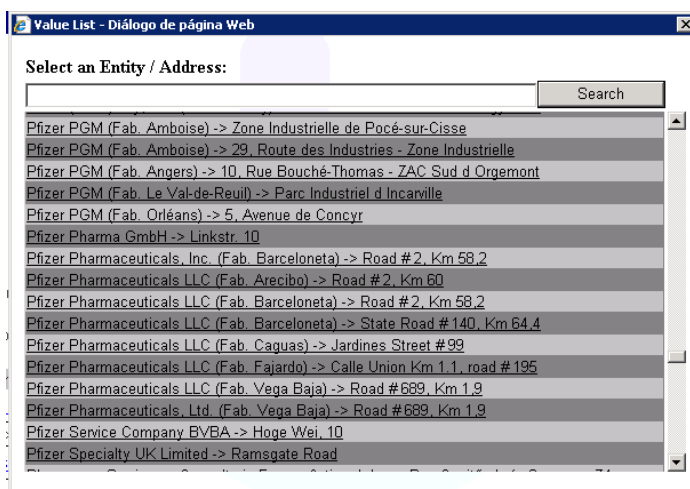 Value List - Diálogo de página Web
Select an Entity / Address:
Search
Pfizer PGM (Fab. Amboise) -> Zone Industrielle de Pocé-sur-Cisse
Pfizer PGM (Fab. Amboise) -> 29, Route des Industries - Zone Industrielle
Pfizer PGM (Fab. Angers) -> 10, Rue Bouché-Thomas - ZAC Sud d Orgemont
Pfizer PGM (Fab. Le Val-de-Reuil) -> Parc Industriel d Incarville
Pfizer PGM (Fab. Orléans) -> 5, Avenue de Concyr
Pfizer Pharma GmbH -> Linkstr. 10
Pfizer Pharmaceuticals, Inc. (Fab. Barceloneta) -> Road #2, Km 58,2
Pfizer Pharmaceuticals LLC (Fab. Arecibo) -> Road #2, Km 60
Pfizer Pharmaceuticals LLC (Fab. Barceloneta) -> Road #2, Km 58,2
Pfizer Pharmaceuticals LLC (Fab. Barceloneta) -> State Road #140, Km 64,4
Pfizer Pharmaceuticals LLC (Fab. Caguas) -> Jardines Street #99
Pfizer Pharmaceuticals LLC (Fab. Fajardo) -> Calle Union Km 1.1, road #195
Pfizer Pharmaceuticals LLC (Fab. Vega Baja) -> Road #689, Km 1,9
Pfizer Pharmaceuticals, Ltd. (Fab. Vega Baja) -> Road #689, Km 1,9
Pfizer Service Company BVBA -> Hoge Wei, 10
Pfizer Specialty UK Limited -> Ramsgate Road